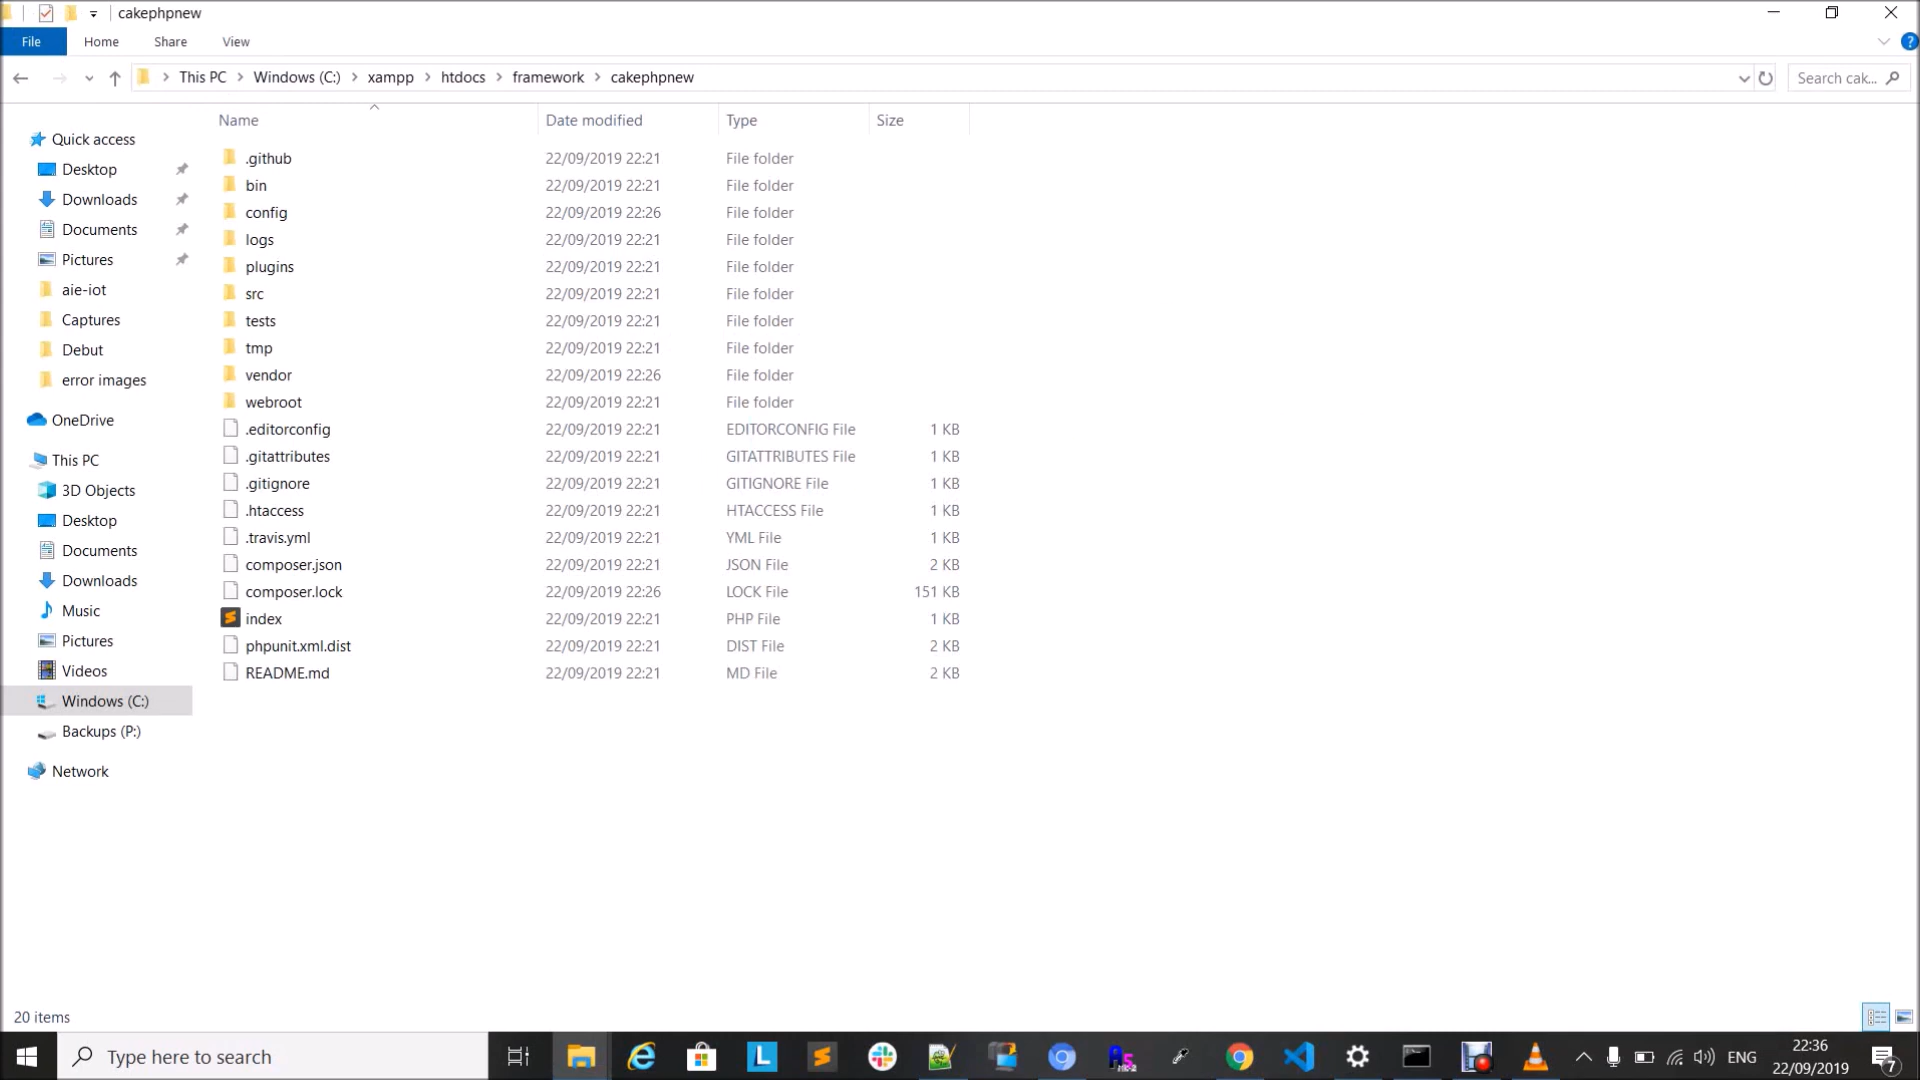 cakephpnew
File Home Share View
This PC Windows (C:) xampp htdocs framework cakephpnew Search cak...
Name Date modified Type Size
Quick access
Desktop
Downloads
Documents
Pictures
aie-iot
Captures
Debut
error images
OneDrive
This PC
3D Objects
Desktop
Documents
Downloads
Music
Pictures
Videos
Windows (C:)
Backups (P:)
Network
.github 22/09/2019 22:21 File folder
bin 22/09/2019 22:21 File folder
config 22/09/2019 22:26 File folder
logs 22/09/2019 22:21 File folder
plugins 22/09/2019 22:21 File folder
src 22/09/2019 22:21 File folder
tests 22/09/2019 22:21 File folder
tmp 22/09/2019 22:21 File folder
vendor 22/09/2019 22:26 File folder
webroot 22/09/2019 22:21 File folder
.editorconfig 22/09/2019 22:21 EDITORCONFIG File 1 KB
.gitattributes 22/09/2019 22:21 GITATTRIBUTES File 1 KB
.gitignore 22/09/2019 22:21 GITIGNORE File 1 KB
.htaccess 22/09/2019 22:21 HTACCESS File 1 KB
.travis.yml 22/09/2019 22:21 YML File 1 KB
composer.json 22/09/2019 22:21 JSON File 2 KB
composer.lock 22/09/2019 22:26 LOCK File 151 KB
index 22/09/2019 22:21 PHP File 1 KB
phpunit.xml.dist 22/09/2019 22:21 DIST File 2 KB
README.md 22/09/2019 22:21 MD File 2 KB
20 items
Type here to search
L
ENG
22:36
22/09/2019
7